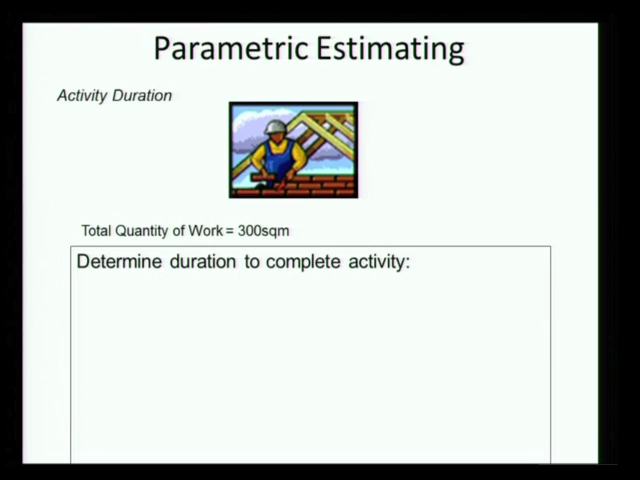 Parametric Estimating
Activity Duration
Total Quantity of Work = 300sqm
Determine duration to complete activity: